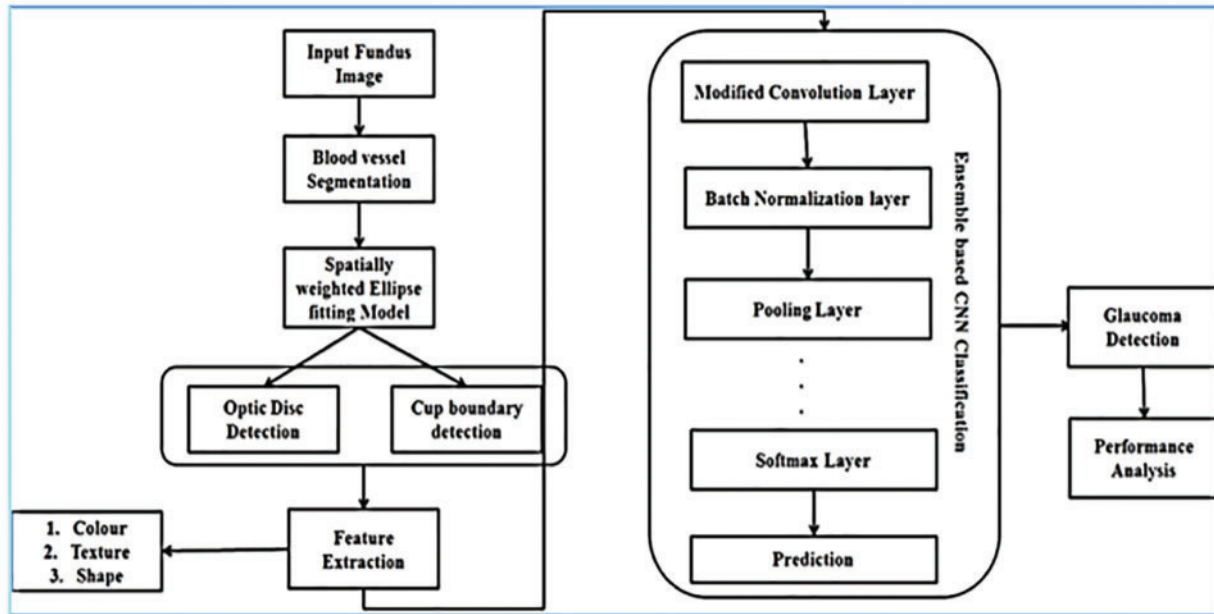 Input Fundus
Image
Blood vessel
Segmentation
Spatially
weighted Ellipse
fitting Model
Optic Disc
Detection
Cup boundary
detection
Feature
Extraction
1. Colour
2. Texture
3. Shape
Modified Convolution Layer
Batch Normalization layer
Pooling Layer
.
.
.
Softmax Layer
Prediction
Ensemble based CNN Classification
Glaucoma
Detection
Performance
Analysis